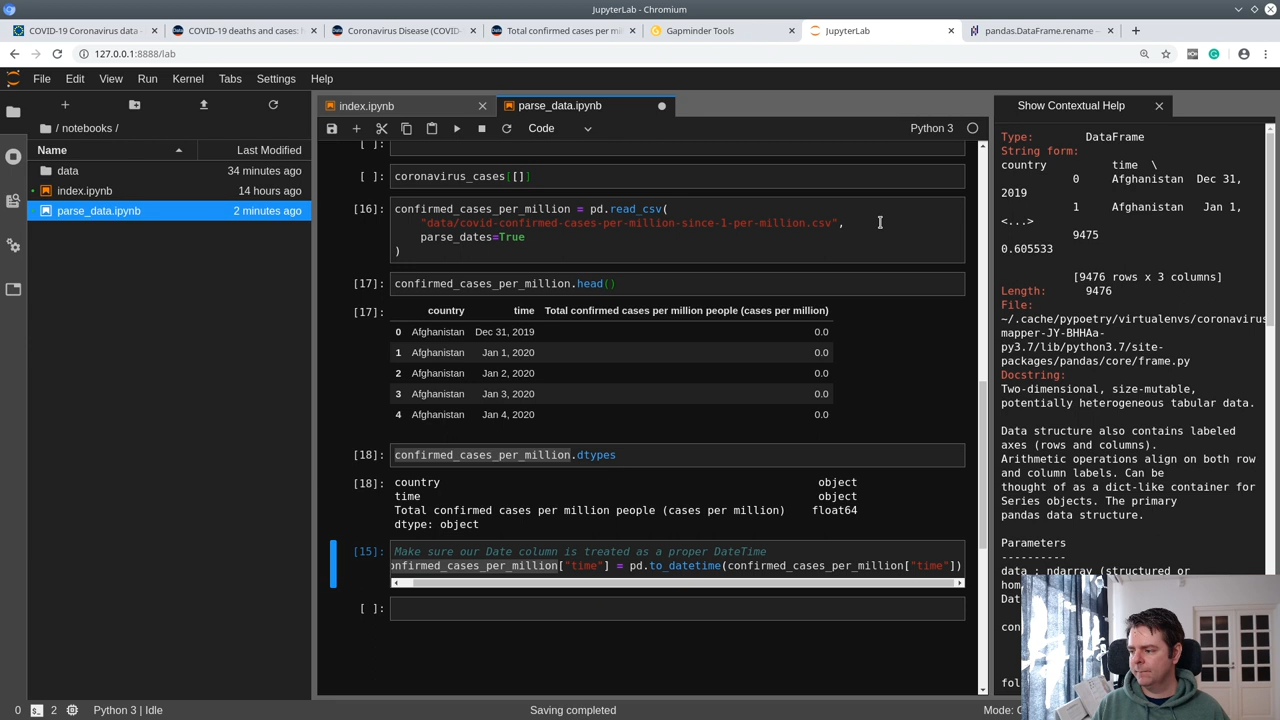 JupyterLab - Chromium
COVID-19 Coronavirus data -
COVID-19 deaths and cases: h
Coronavirus Disease (COVID-
Total confirmed cases per mi
Gapminder Tools
JupyterLab
pandas.DataFrame.rename —
127.0.0.1:8888/lab
File Edit View Run Kernel Tabs Settings Help
/ notebooks /
Name Last Modified
data 34 minutes ago
index.ipynb 14 hours ago
parse_data.ipynb 2 minutes ago
index.ipynb
parse_data.ipynb
Code
Python 3
[ ]:
[ ]: coronavirus_cases[[]]
[16]: confirmed_cases_per_million = pd.read_csv(
"data/covid-confirmed-cases-per-million-since-1-per-million.csv",
parse_dates=True
)
[17]: confirmed_cases_per_million.head()
[17]: country time Total confirmed cases per million people (cases per million)
0 Afghanistan Dec 31, 2019 0.0
1 Afghanistan Jan 1, 2020 0.0
2 Afghanistan Jan 2, 2020 0.0
3 Afghanistan Jan 3, 2020 0.0
4 Afghanistan Jan 4, 2020 0.0
[18]: confirmed_cases_per_million.dtypes
[18]: country object
time object
Total confirmed cases per million people (cases per million) float64
dtype: object
[15]: Make sure our Date column is treated as a proper DateTime
onfirmed_cases_per_million["time"] = pd.to_datetime(confirmed_cases_per_million["time"])
[ ]:
Show Contextual Help
Type: DataFrame
String form:
country time \
0 Afghanistan Dec 31,
2019
1 Afghanistan Jan 1,
<...>
9475
0.605533
[9476 rows x 3 columns]
Length: 9476
File:
~/.cache/pypoetry/virtualenvs/coronavirus
mapper-JY-BHHAa-
py3.7/lib/python3.7/site-
packages/pandas/core/frame.py
Docstring:
Two-dimensional, size-mutable,
potentially heterogeneous tabular data.
Data structure also contains labeled
axes (rows and columns).
Arithmetic operations align on both row
and column labels. Can be
thought of as a dict-like container for
Series objects. The primary
pandas data structure.
Parameters
----------
data : ndarray (structured or
hom
Dat
con
fol
0 2 Python 3 | Idle
Saving completed
Mode: C